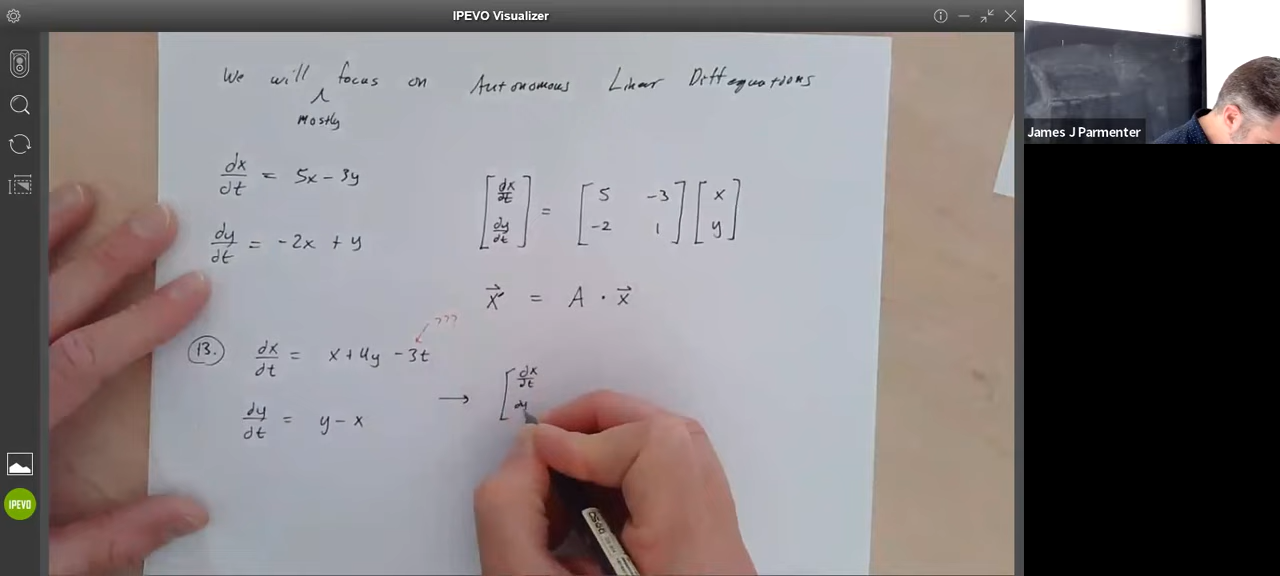 IPEVO Visualizer
James J Parmenter
We will focus on Autonomous Linear Diffequations
mostly
dx/dt = 5x - 3y
dy/dt = -2x + y
[dx/dt dy/dt] = [5 -3 -2 1] [x y]
x⃗' = A · x⃗
???
13. dx/dt = x + 4y - 3t
dy/dt = y - x
→ [dx/dt dy
IPEVO